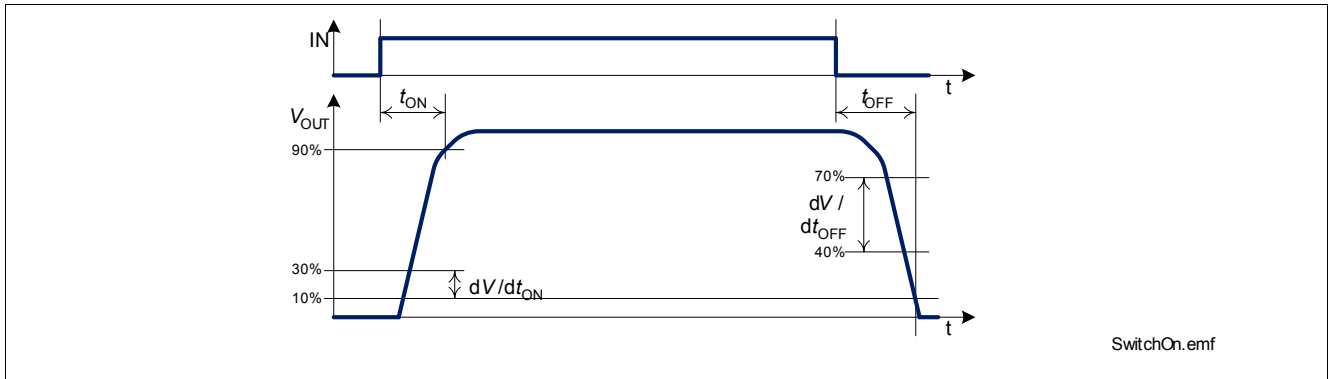 IN
t
tON
tOFF
VOUT
90%
70%
dV /
dtOFF
40%
30%
dV/dtON
10%
t
SwitchOn.emf